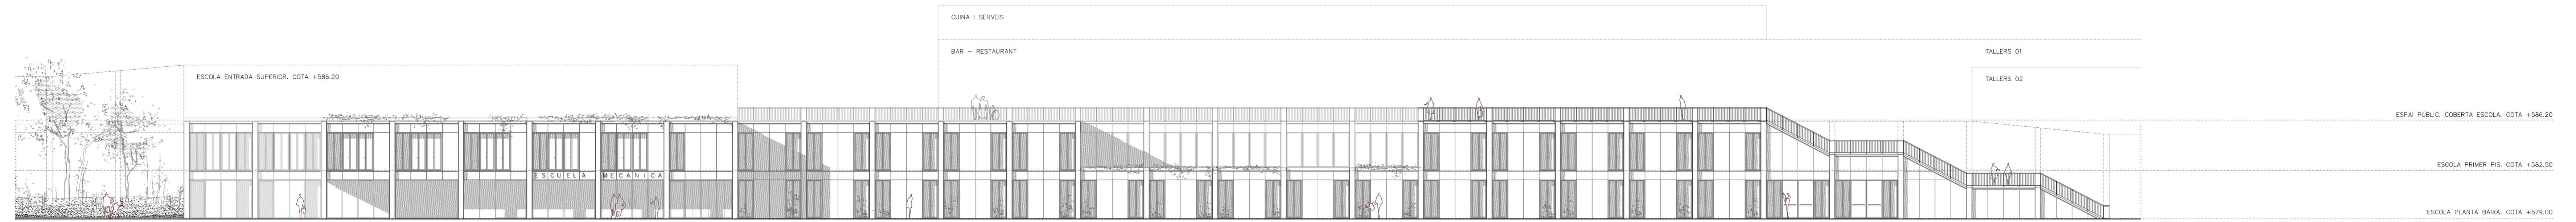 CUINA I SERVEIS
BAR - RESTAURANT
TALLERS 01
ESCOLA ENTRADA SUPERIOR. COTA +586.20
TALLERS 02
ESPAI PÚBLIC. COBERTA ESCOLA. COTA +586.20
ESCOLA PRIMER PIS. COTA +582.50
ESCUELA MECANICA
ESCOLA PLANTA BAIXA. COTA +579.00